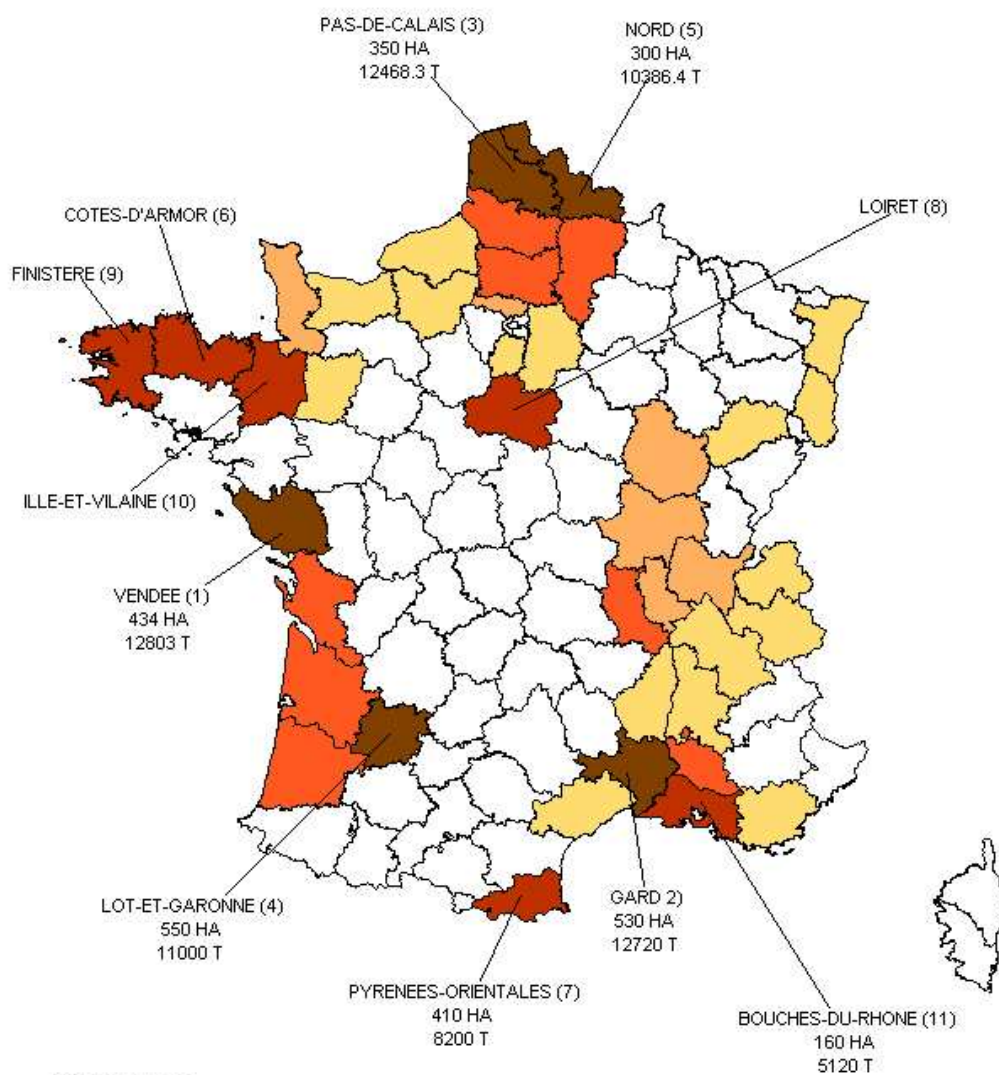 PAS-DE-CALAIS (3)
350 HA
12468.3 T
NORD (5)
300 HA
10386.4 T
COTES-D'ARMOR (6)
LOIRET (8)
FINISTERE (9)
ILLE-ET-VILAINE (10)
VENDEE (1)
434 HA
12803 T
LOT-ET-GARONNE (4)
550 HA
11000 T
GARD 2)
530 HA
12720 T
PYRENEES-ORIENTALES (7)
410 HA
8200 T
BOUCHES-DU-RHONE (11)
160 HA
5120 T